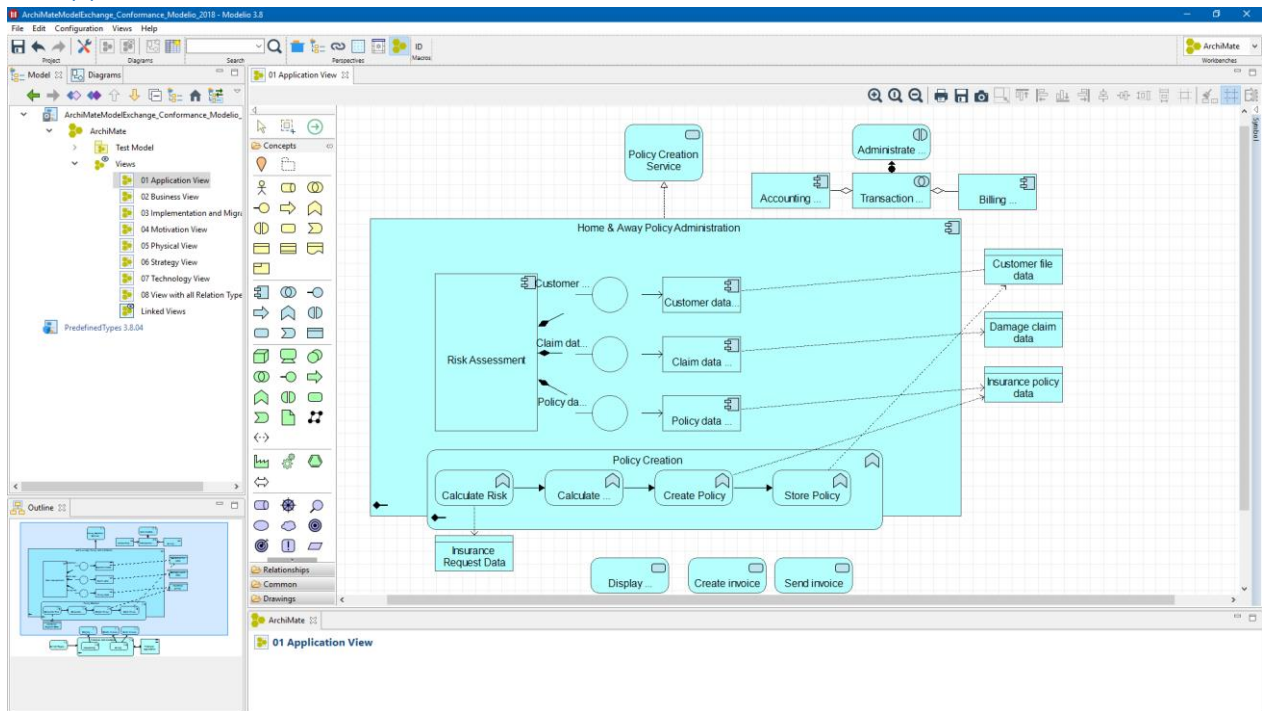 ArchiMateModelExchange_Conformance_Modelio_2018 - Modelio 3.8
File Edit Configuration Views Help
Project Diagrams Search Perspectives Macros Workbenches
ID
ArchiMate
Model
Diagrams
ArchiMateModelExchange_Conformance_Modelio_
ArchiMate
Test Model
Views
01 Application View
02 Business View
03 Implementation and Migra
04 Motivation View
05 Physical View
06 Strategy View
07 Technology View
08 View with all Relation Type
Linked Views
PredefinedTypes 3.8.04
Outline
01 Application View
Concepts
Relationships
Common
Drawings
Symbol
Policy Creation
Service
Administrate ...
Accounting ...
Transaction ...
Billing ...
Home & Away Policy Administration
Customer file
data
Customer ...
Customer data...
Damage claim
data
Claim dat...
Risk Assessment
Claim data ...
Insurance policy
data
Policy da...
Policy data ...
Policy Creation
Calculate Risk
Calculate ...
Create Policy
Store Policy
Insurance
Request Data
Display ...
Create invoice
Send invoice
ArchiMate
01 Application View